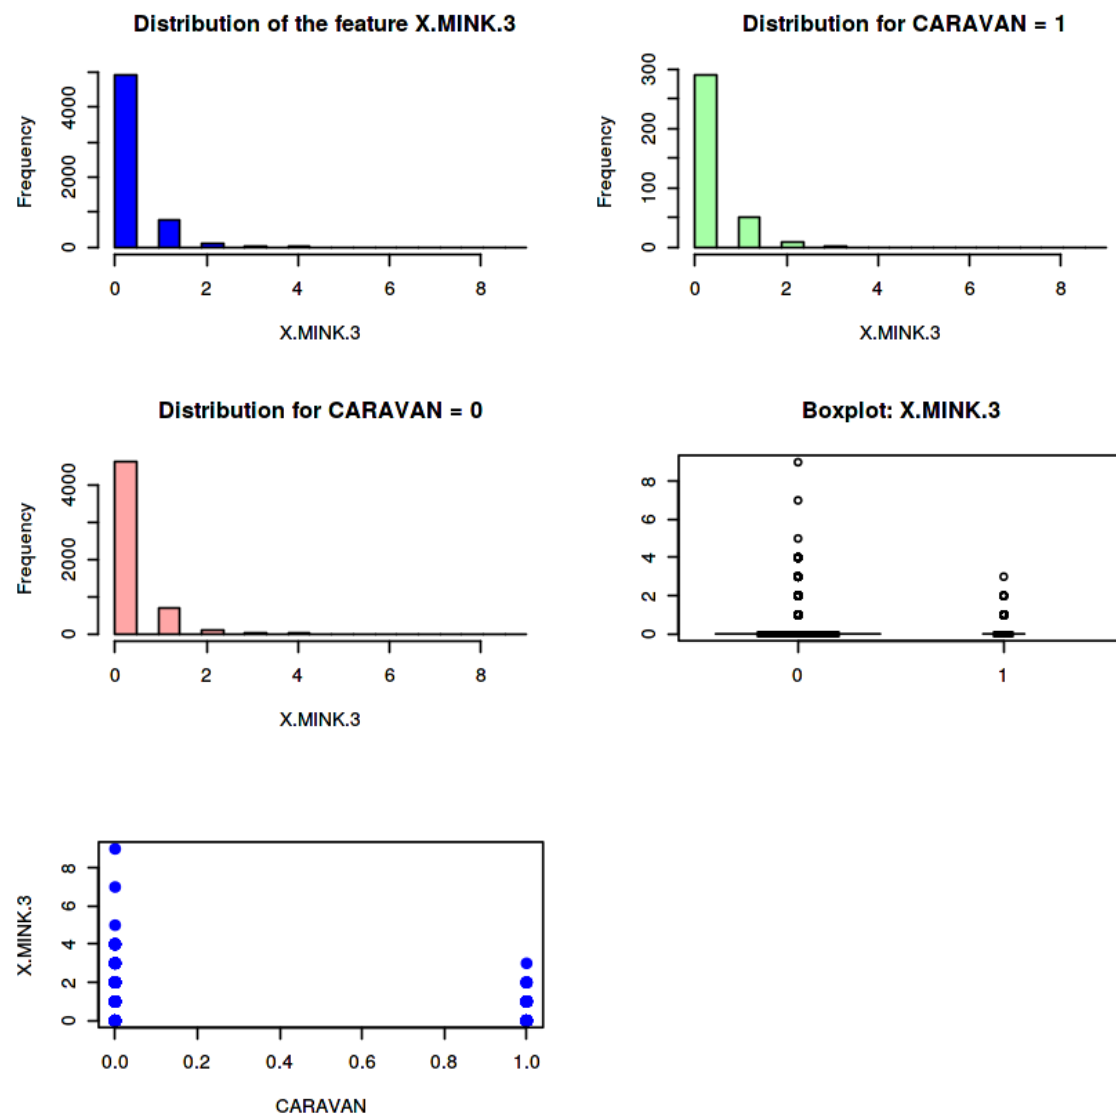 Distribution of the feature X.MINK.3
Frequency
0
2000
4000
0 2 4 6 8
X.MINK.3
Distribution for CARAVAN = 1
Frequency
0
100
200
300
0 2 4 6 8
X.MINK.3
Distribution for CARAVAN = 0
Frequency
0
2000
4000
0 2 4 6 8
X.MINK.3
Boxplot: X.MINK.3
8
6
4
2
0
0 1
X.MINK.3
8
6
4
2
0
0.0 0.2 0.4 0.6 0.8 1.0
CARAVAN